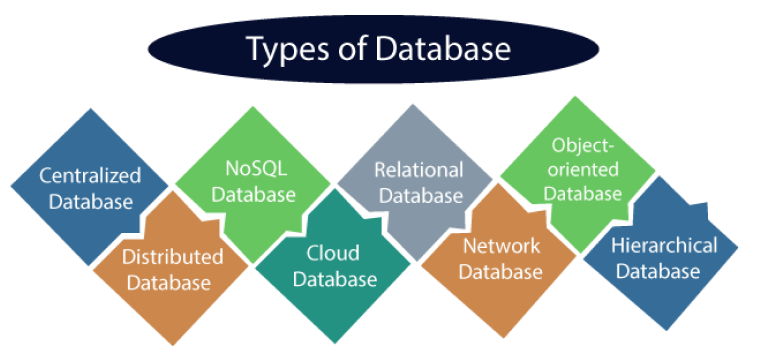 Types of Database
Centralized
Database
Distributed
Database
NoSQL
Database
Cloud
Database
Relational
Database
Network
Database
Object-
oriented
Database
Hierarchical
Database